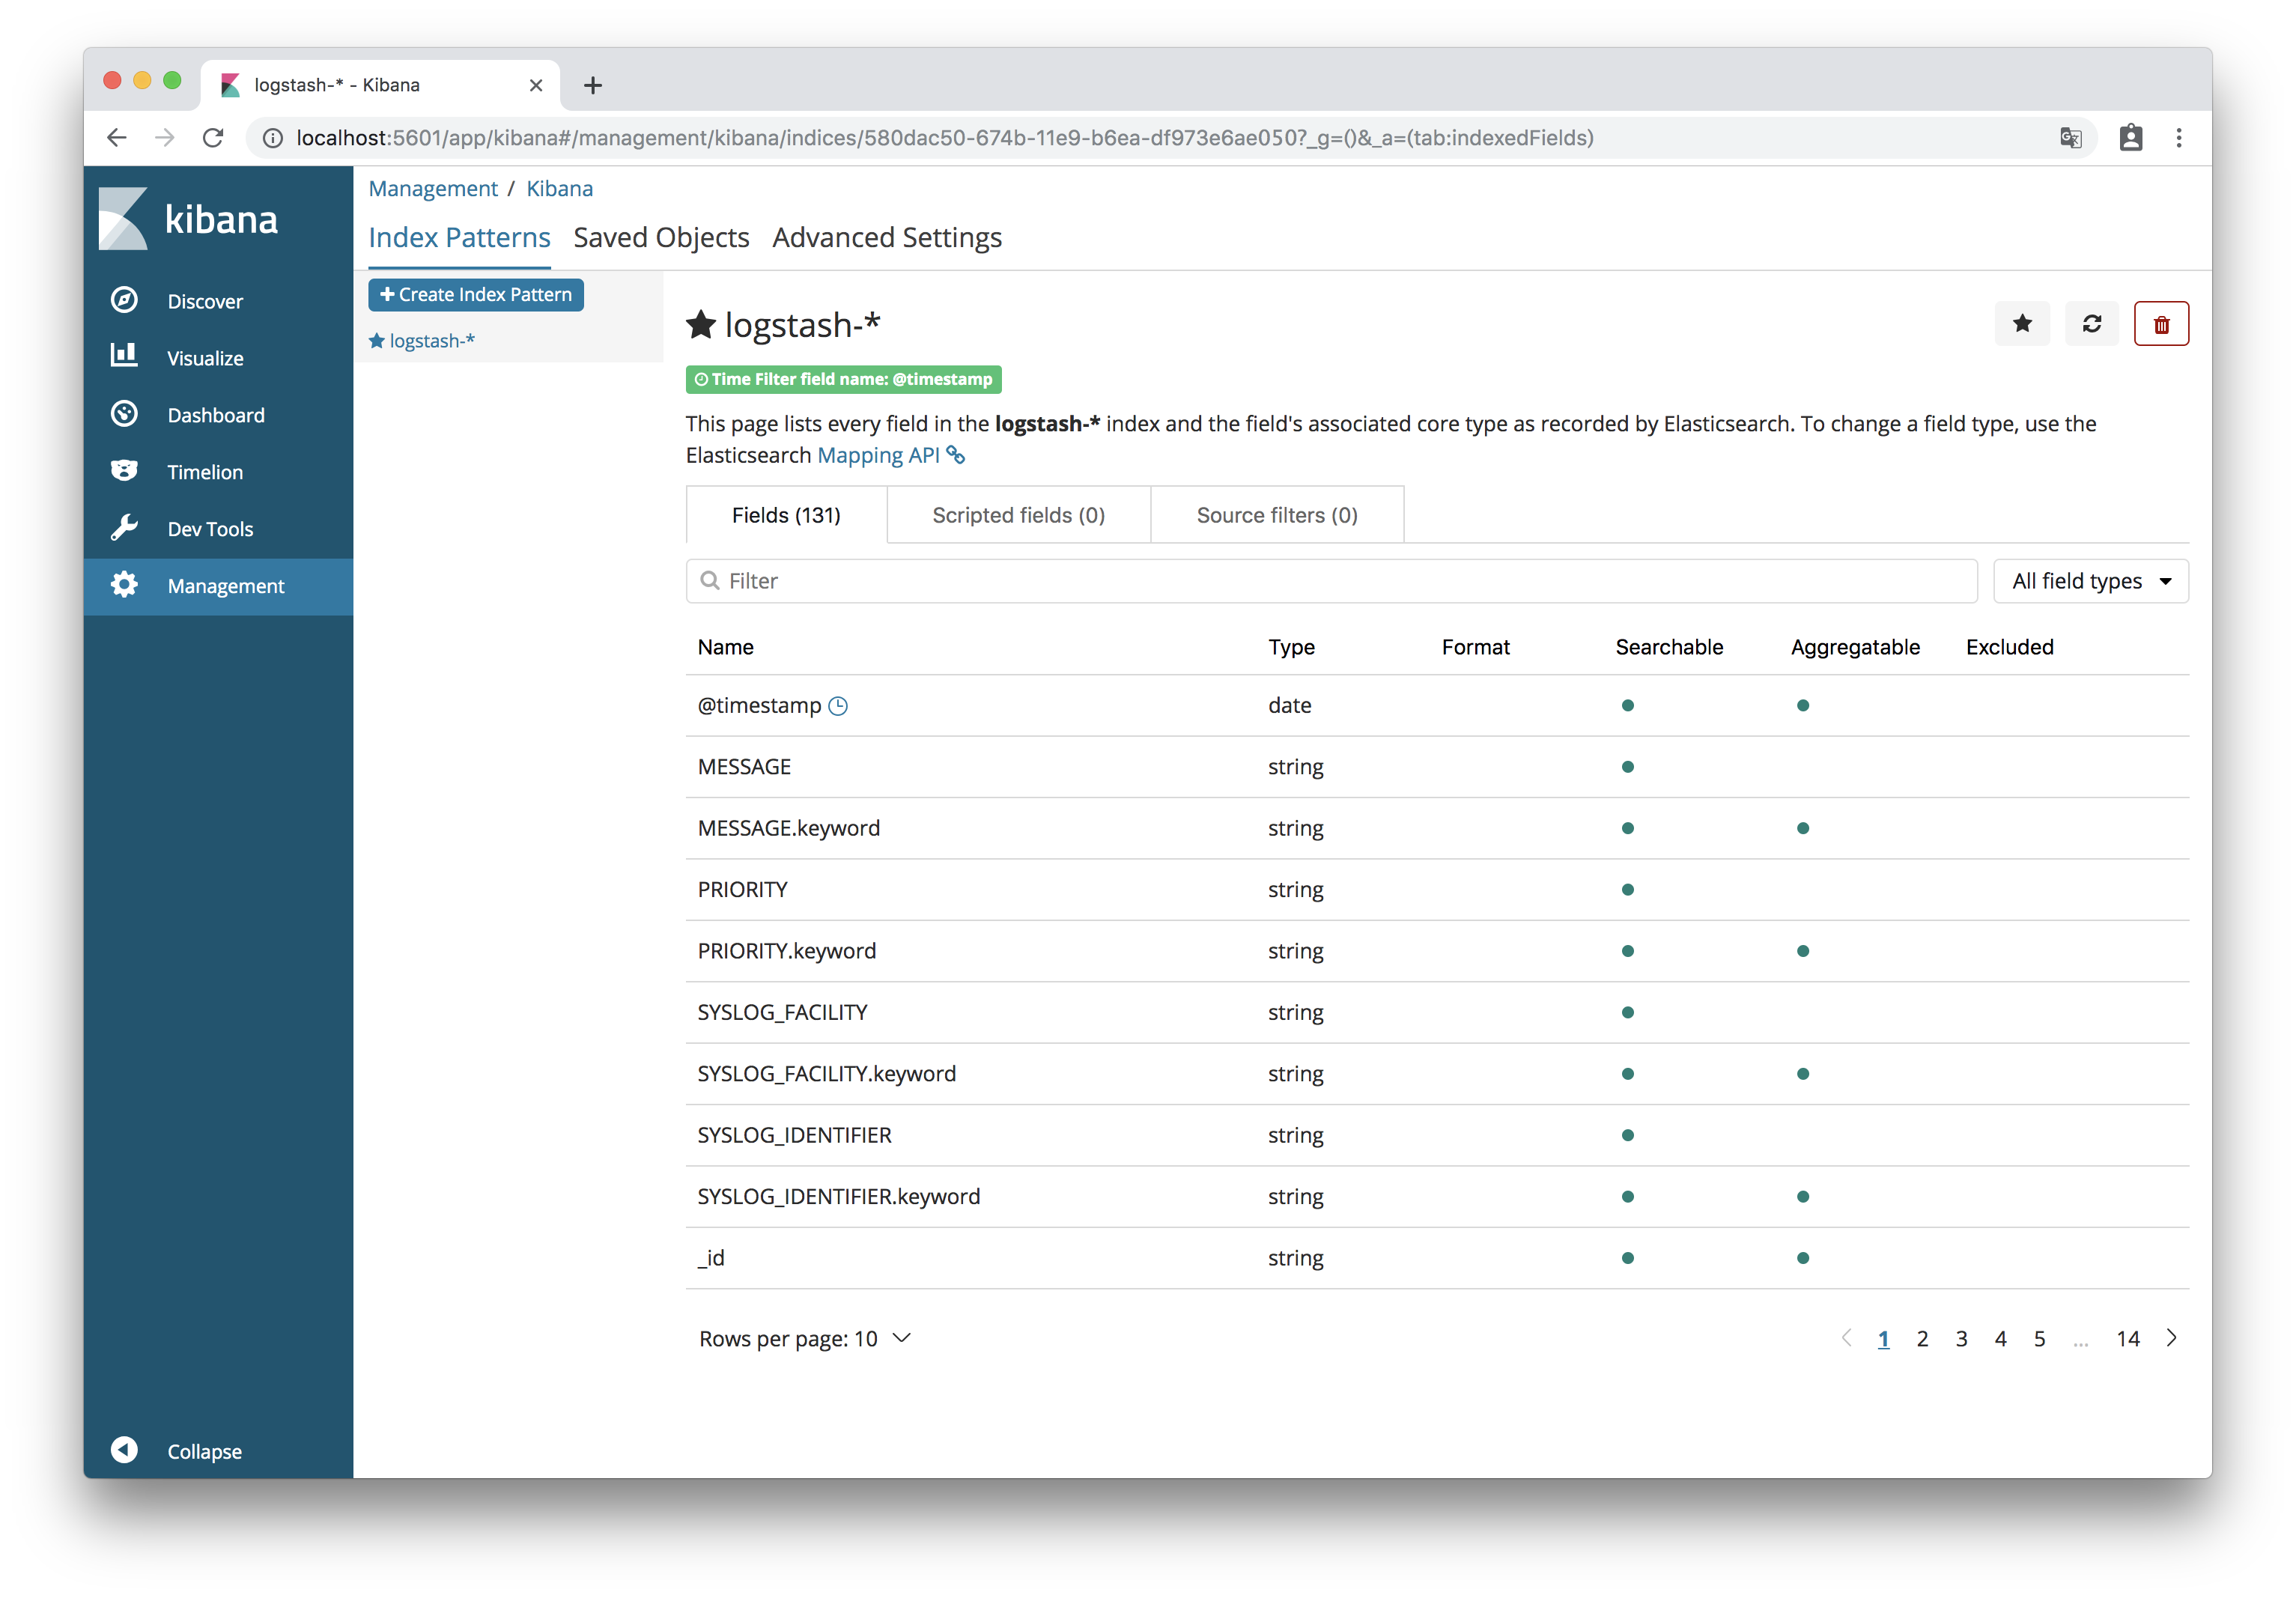 logstash-* - Kibana
localhost:5601/app/kibana#/management/kibana/indices/580dac50-674b-11e9-b6ea-df973e6ae050?_g=()&_a=(tab:indexedFields)
kibana
Discover
Visualize
Dashboard
Timelion
Dev Tools
Management
Collapse
Management / Kibana
Index Patterns Saved Objects Advanced Settings
Create Index Pattern
logstash-*
logstash-*
Time Filter field name: @timestamp
This page lists every field in the logstash-* index and the field's associated core type as recorded by Elasticsearch. To change a field type, use the
Elasticsearch Mapping API
Fields (131) Scripted fields (0) Source filters (0)
Filter All field types
Name Type Format Searchable Aggregatable Excluded
@timestamp date
MESSAGE string
MESSAGE.keyword string
PRIORITY string
PRIORITY.keyword string
SYSLOG_FACILITY string
SYSLOG_FACILITY.keyword string
SYSLOG_IDENTIFIER string
SYSLOG_IDENTIFIER.keyword string
_id string
Rows per page: 10 1 2 3 4 5 ... 14